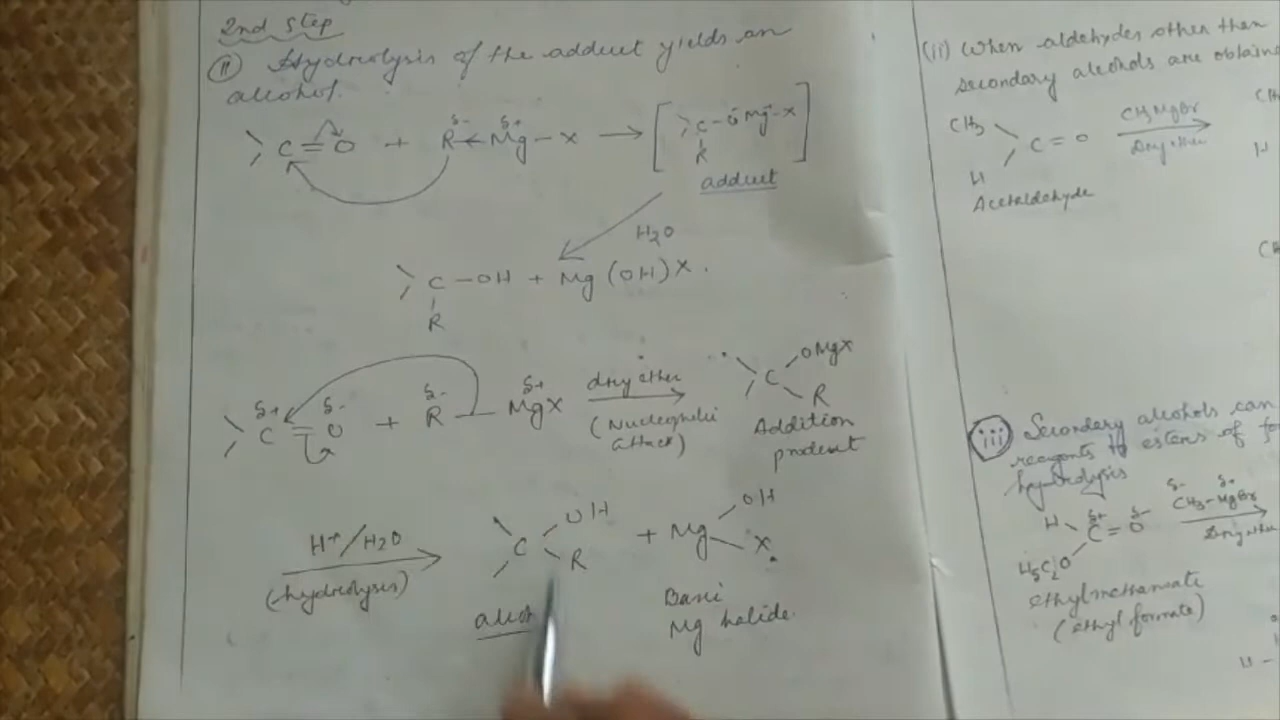 2nd step
(II) Hydrolysis of the adduct yields an
alcohol.
C=O + R ← Mg-X → [C-O Mg-X]
δ- δ+
R
adduct
H2O
C-OH + Mg(OH)X.
R
δ+ δ- δ- δ+
C=O + R-MgX
dry ether
(Nucleophilic
attack)
C
OMgX
R
Addition
product
H+/H2O
(hydrolysis)
C
OH
R
+ Mg
OH
X.
Basic
Mg halide.
(ii) When aldehydes other then
secondary alcohols are
CH3
H
C=O
CH3MgBr
Dry ether
Acetaldehyde
(iii) Secondary alcohols can
reagents to esters of
hydrolysis
H
H5C2O
C=O
δ+ δ-
δ- δ+
CH3-MgBr
Dry ether
ethylmethanoate
(ethyl formate)